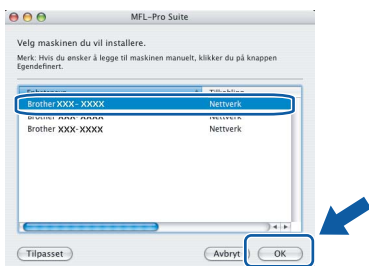 MFL-Pro Suite
Velg maskinen du vil installere.
Merk: Hvis du ønsker å legge til maskinen manuelt, klikker du på knappen
Egendefinert.
Brother XXX- XXXX Nettverk
Brother XXX- XXXX Nettverk
Brother XXX-XXXX Nettverk
Tilpasset Avbryt OK